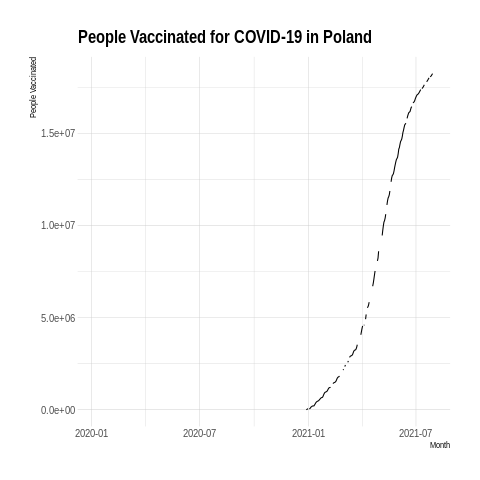 People Vaccinated for COVID-19 in Poland
People Vaccinated
1.5e+07
1.0e+07
5.0e+06
0.0e+00
2020-01 2020-07 2021-01 2021-07
Month